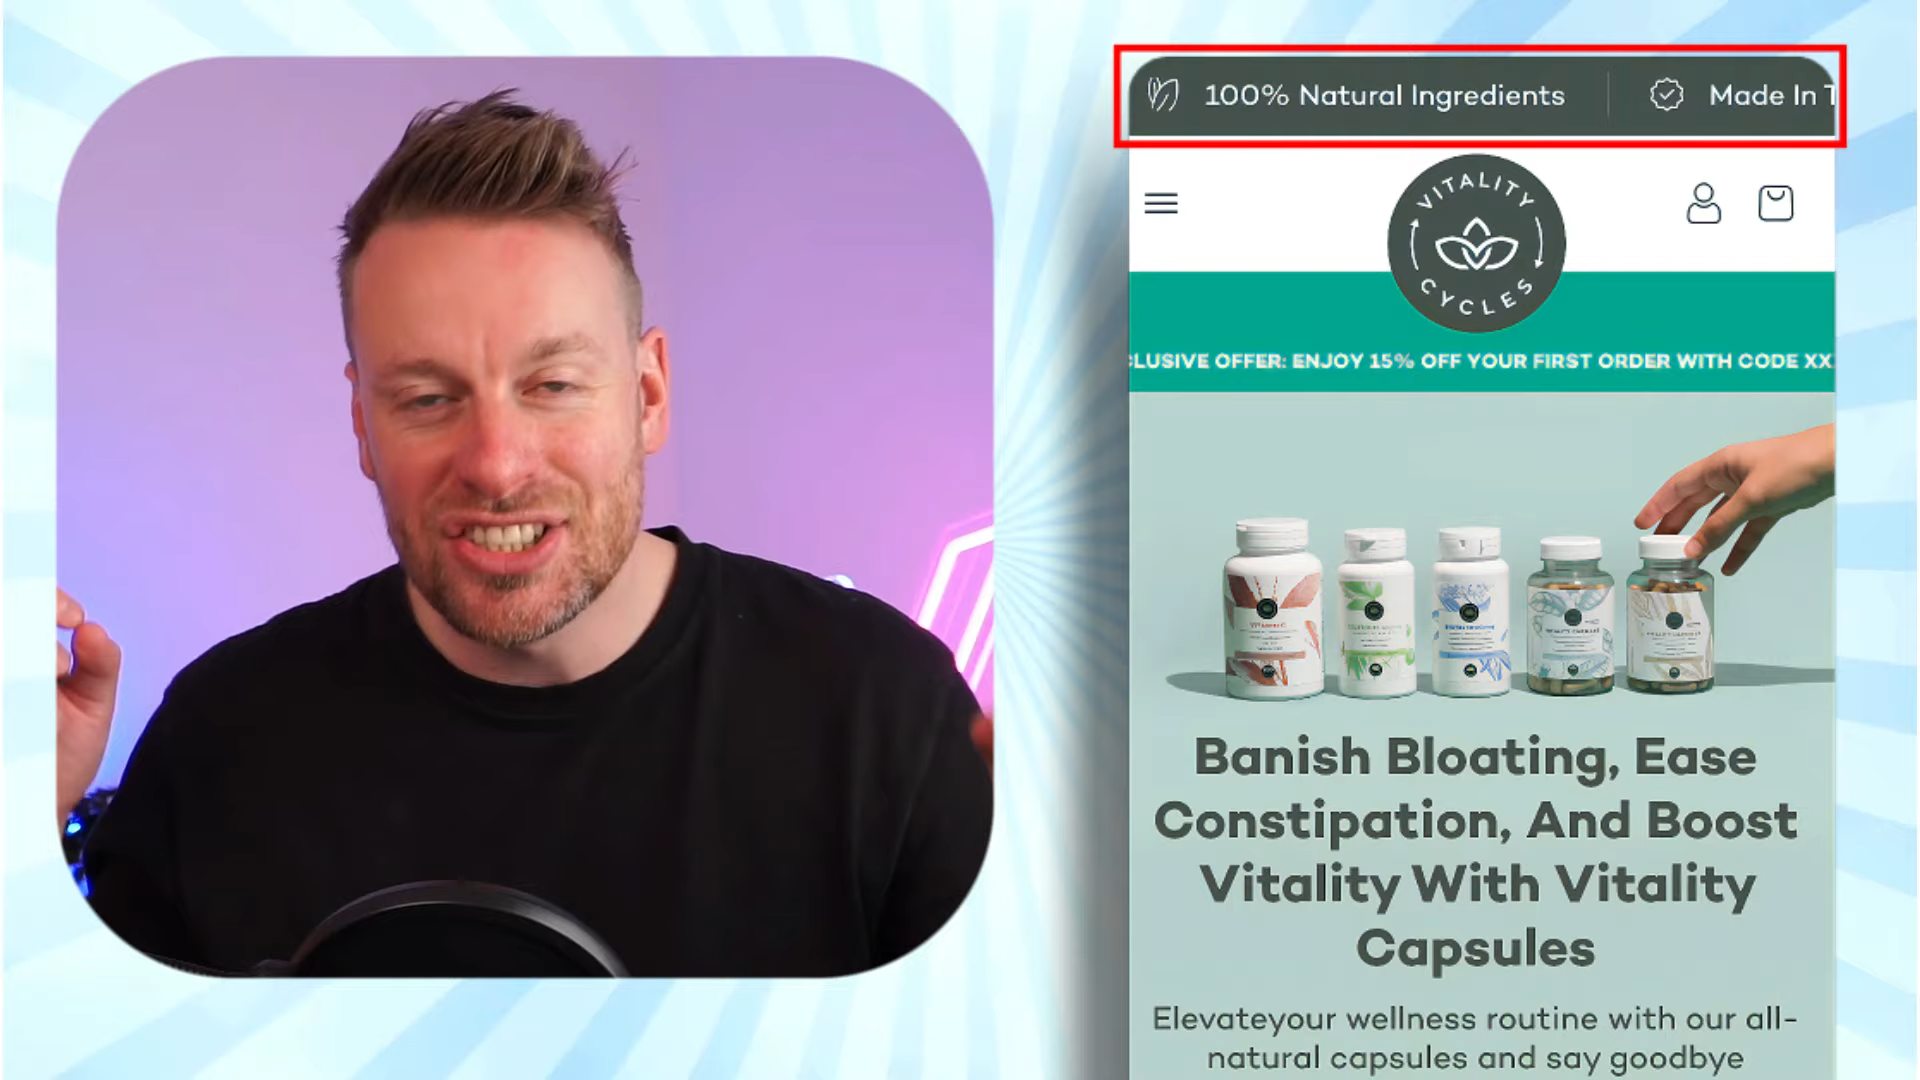 100% Natural Ingredients
Made In T
VITALITY
CYCLES
CLUSIVE OFFER: ENJOY 15% OFF YOUR FIRST ORDER WITH CODE XX
Banish Bloating, Ease
Constipation, And Boost
Vitality With Vitality
Capsules
Elevateyour wellness routine with our all-
natural capsules and say goodbye